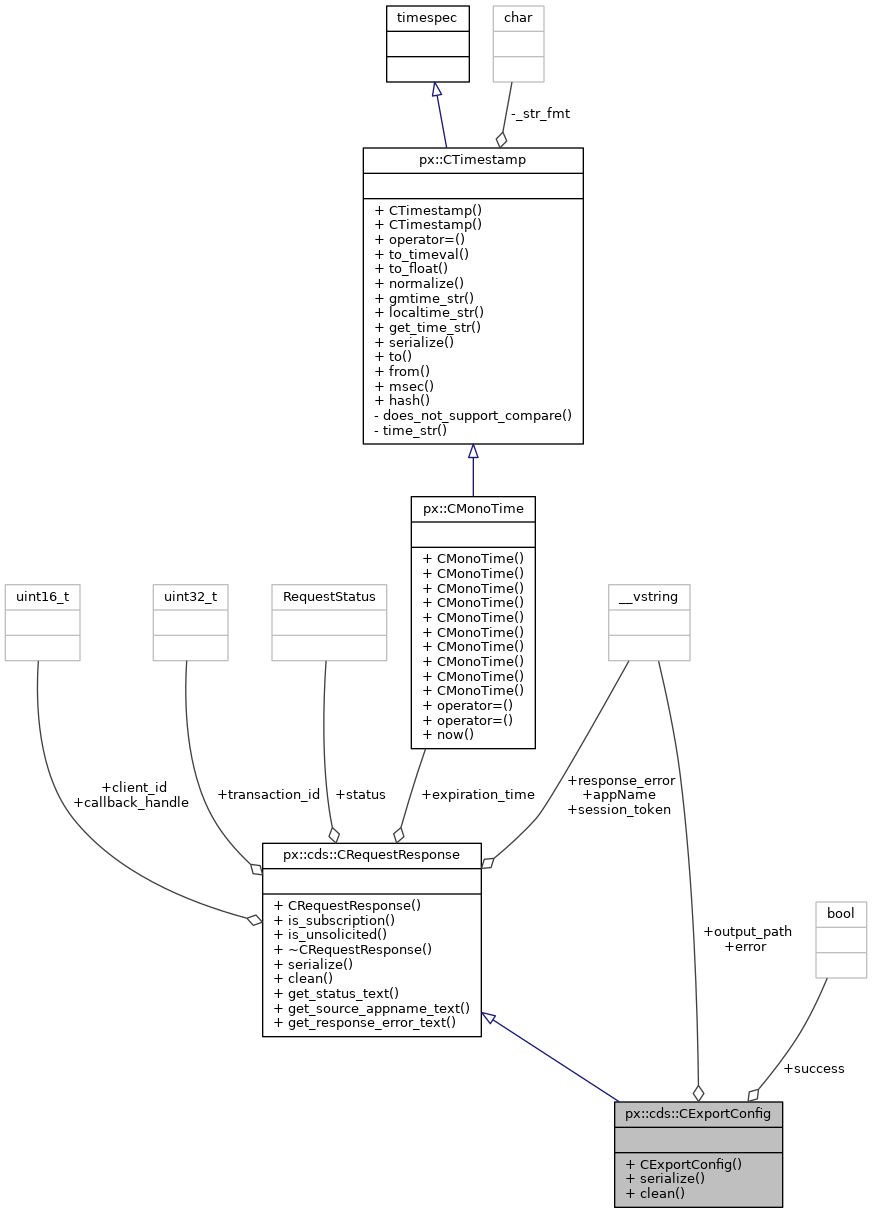 timespec
char
-_str_fmt
px::CTimestamp
+ CTimestamp()
+ CTimestamp()
+ operator=()
+ to_timeval()
+ to_float()
+ normalize()
+ gmtime_str()
+ localtime_str()
+ get_time_str()
+ serialize()
+ to()
+ from()
+ msec()
+ hash()
- does_not_support_compare()
- time_str()
px::CMonoTime
+ CMonoTime()
+ CMonoTime()
+ CMonoTime()
+ CMonoTime()
+ CMonoTime()
+ CMonoTime()
+ CMonoTime()
+ CMonoTime()
+ CMonoTime()
+ CMonoTime()
+ operator=()
+ operator=()
+ now()
uint16_t
uint32_t
RequestStatus
__vstring
+client_id
+callback_handle
+transaction_id
+status
+expiration_time
+response_error
+appName
+session_token
px::cds::CRequestResponse
+ CRequestResponse()
+ is_subscription()
+ is_unsolicited()
+ ~CRequestResponse()
+ serialize()
+ clean()
+ get_status_text()
+ get_source_appname_text()
+ get_response_error_text()
+output_path
+error
bool
+success
px::cds::CExportConfig
+ CExportConfig()
+ serialize()
+ clean()